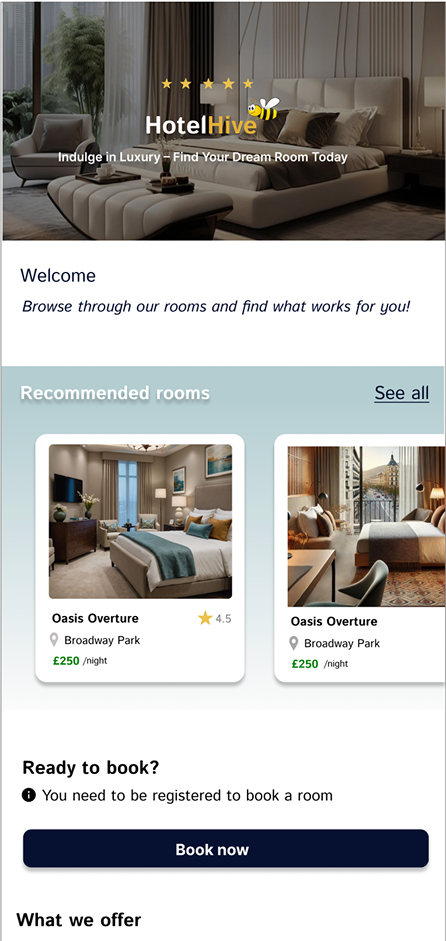 HotelHive
Indulge in Luxury – Find Your Dream Room Today
Welcome
Browse through our rooms and find what works for you!
Recommended rooms
See all
Oasis Overture
4.5
Broadway Park
£250 /night
Oasis Overture
Broadway Park
£250 /night
Ready to book?
You need to be registered to book a room
Book now
What we offer